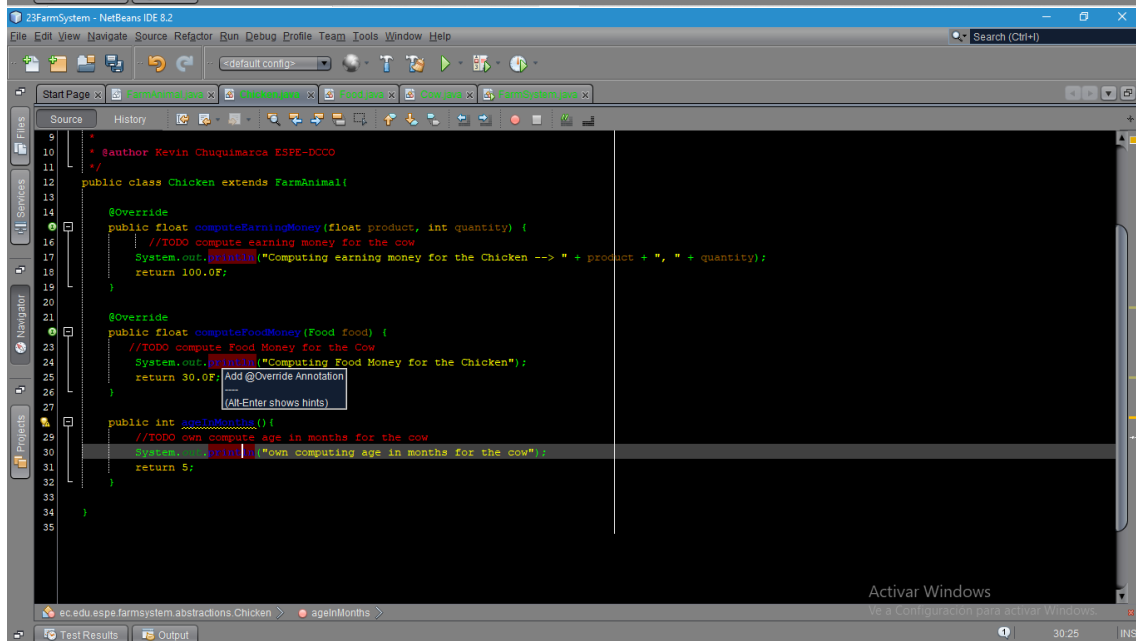 23FarmSystem - NetBeans IDE 8.2
File Edit View Navigate Source Refactor Run Debug Profile Team Tools Window Help
Search (Ctrl+I)
<default config>
Start Page
Source History
Files
Services
Navigator
Projects
9 *
10 * @author Kevin Chuquimarca ESPE-DCCO
11 */
12 public class Chicken extends FarmAnimal{
13
14 @Override
public float computeEarningMoney(float product, int quantity) {
16 //TODO compute earning money for the cow
17 System.out.println("Computing earning money for the Chicken --> " + product + ", " + quantity);
18 return 100.0F;
19 }
20
21 @Override
public float computeFoodMoney(Food food) {
23 //TODO compute Food Money for the Cow
24 System.out.println("Computing Food Money for the Chicken");
25 return 30.0F;
Add @Override Annotation
----
(Alt-Enter shows hints)
26 }
27
public int ageInMonths(){
29 //TODO own compute age in months for the cow
30 System.out.println("own computing age in months for the cow");
31 return 5;
32 }
33
34 }
35
Activar Windows
Ve a Configuración para activar Windows.
ec.edu.espe.farmsystem.abstractions.Chicken ageInMonths
Test Results Output
1 30:25 INS